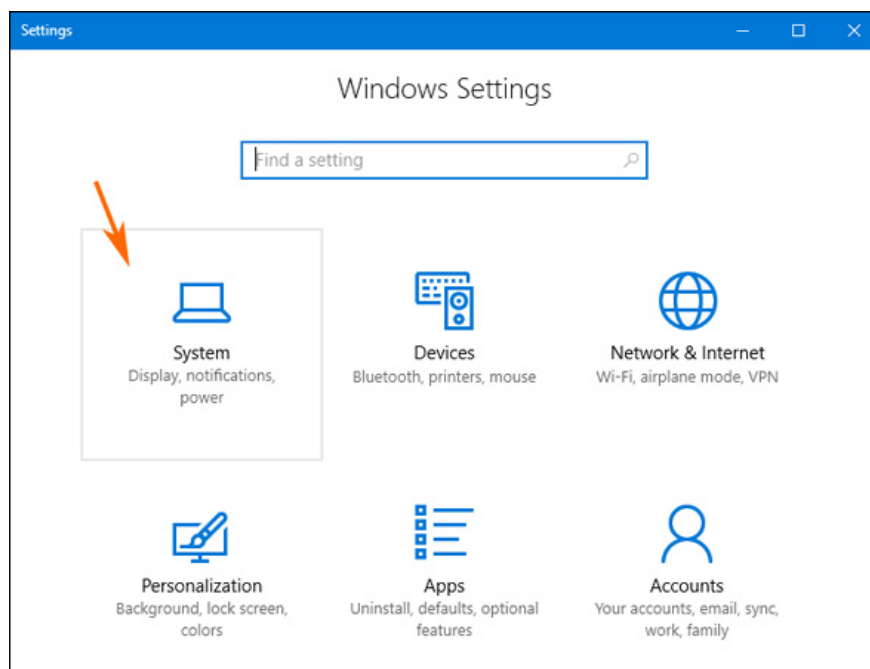 Settings
Windows Settings
Find a setting
System
Display, notifications,
power
Devices
Bluetooth, printers, mouse
Network & Internet
Wi-Fi, airplane mode, VPN
Personalization
Background, lock screen,
colors
Apps
Uninstall, defaults, optional
features
Accounts
Your accounts, email, sync,
work, family